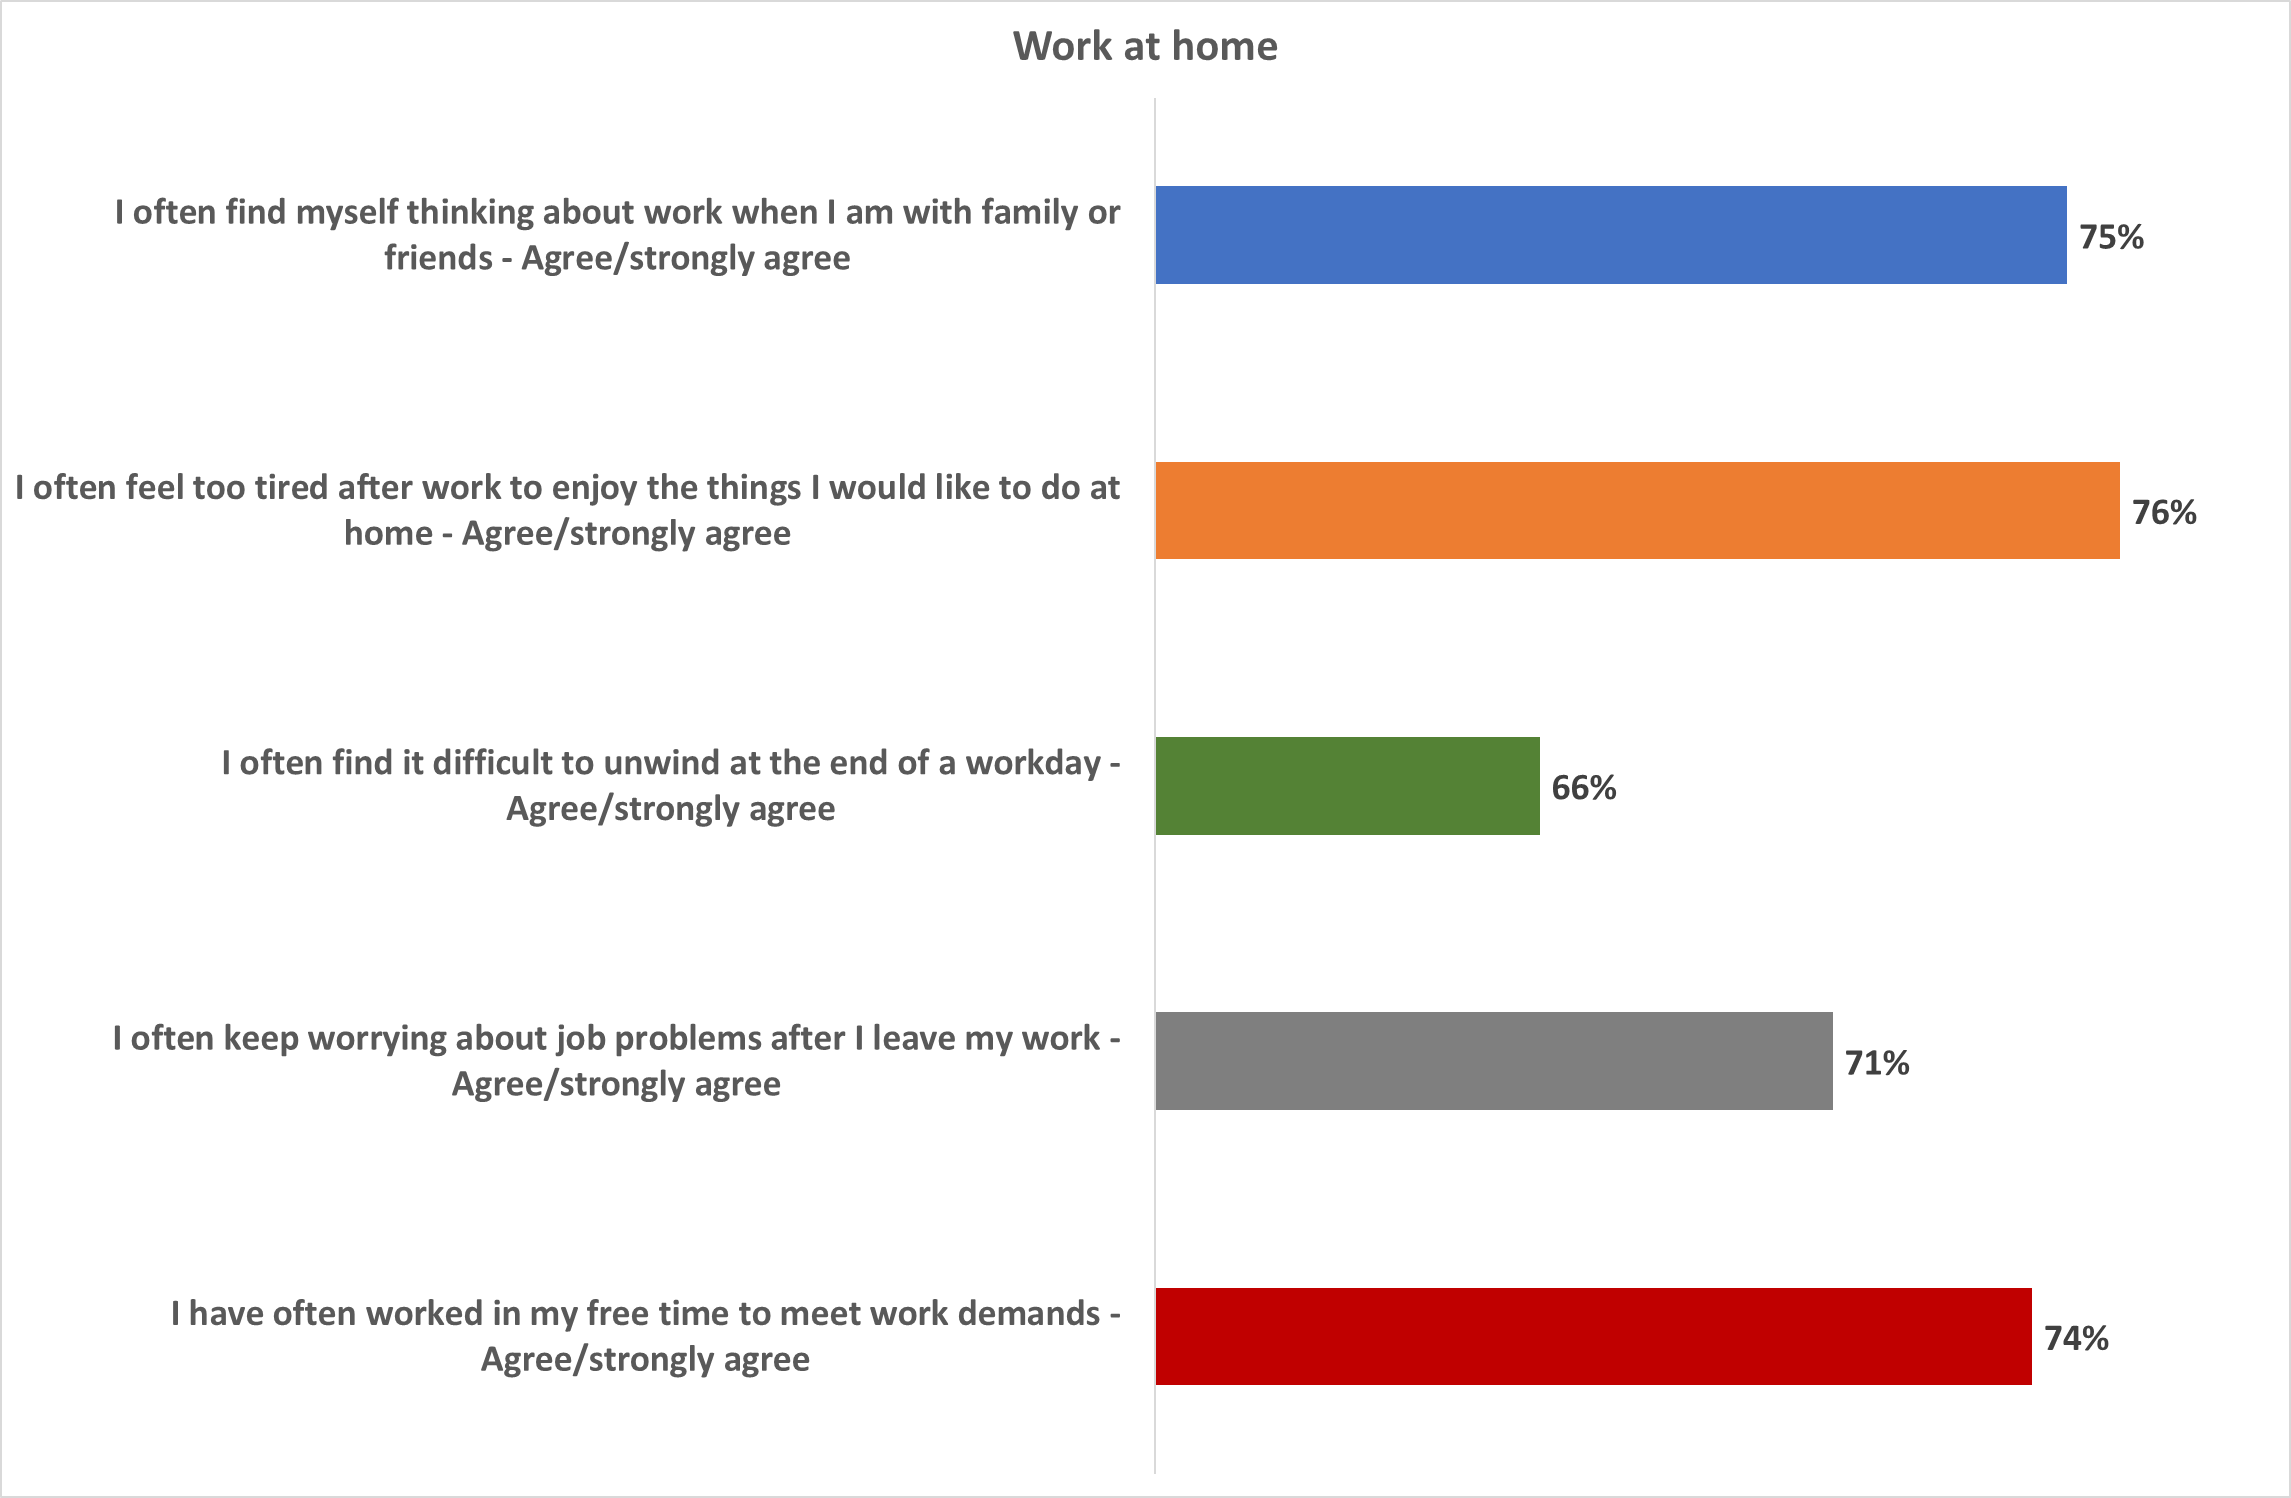 Work at home
I often find myself thinking about work when I am with family or
friends - Agree/strongly agree
75%
I often feel too tired after work to enjoy the things I would like to do at
home - Agree/strongly agree
76%
I often find it difficult to unwind at the end of a workday -
Agree/strongly agree
66%
I often keep worrying about job problems after I leave my work -
Agree/strongly agree
71%
I have often worked in my free time to meet work demands -
Agree/strongly agree
74%